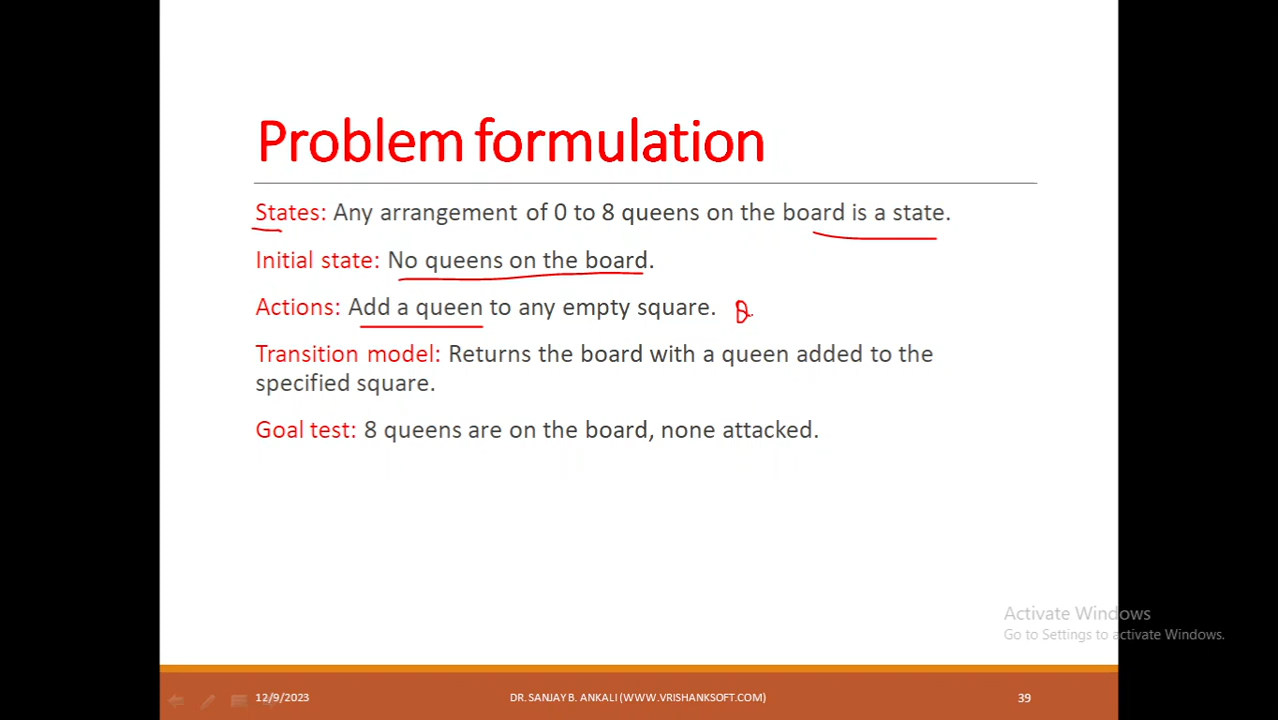 Problem formulation
States: Any arrangement of 0 to 8 queens on the board is a state.
Initial state: No queens on the board.
Actions: Add a queen to any empty square.
Transition model: Returns the board with a queen added to the
specified square.
Goal test: 8 queens are on the board, none attacked.
Activate Windows
Go to Settings to activate Windows.
12/9/2023
DR. SANJAY B. ANKALI (WWW.VRISHANKSOFT.COM)
39